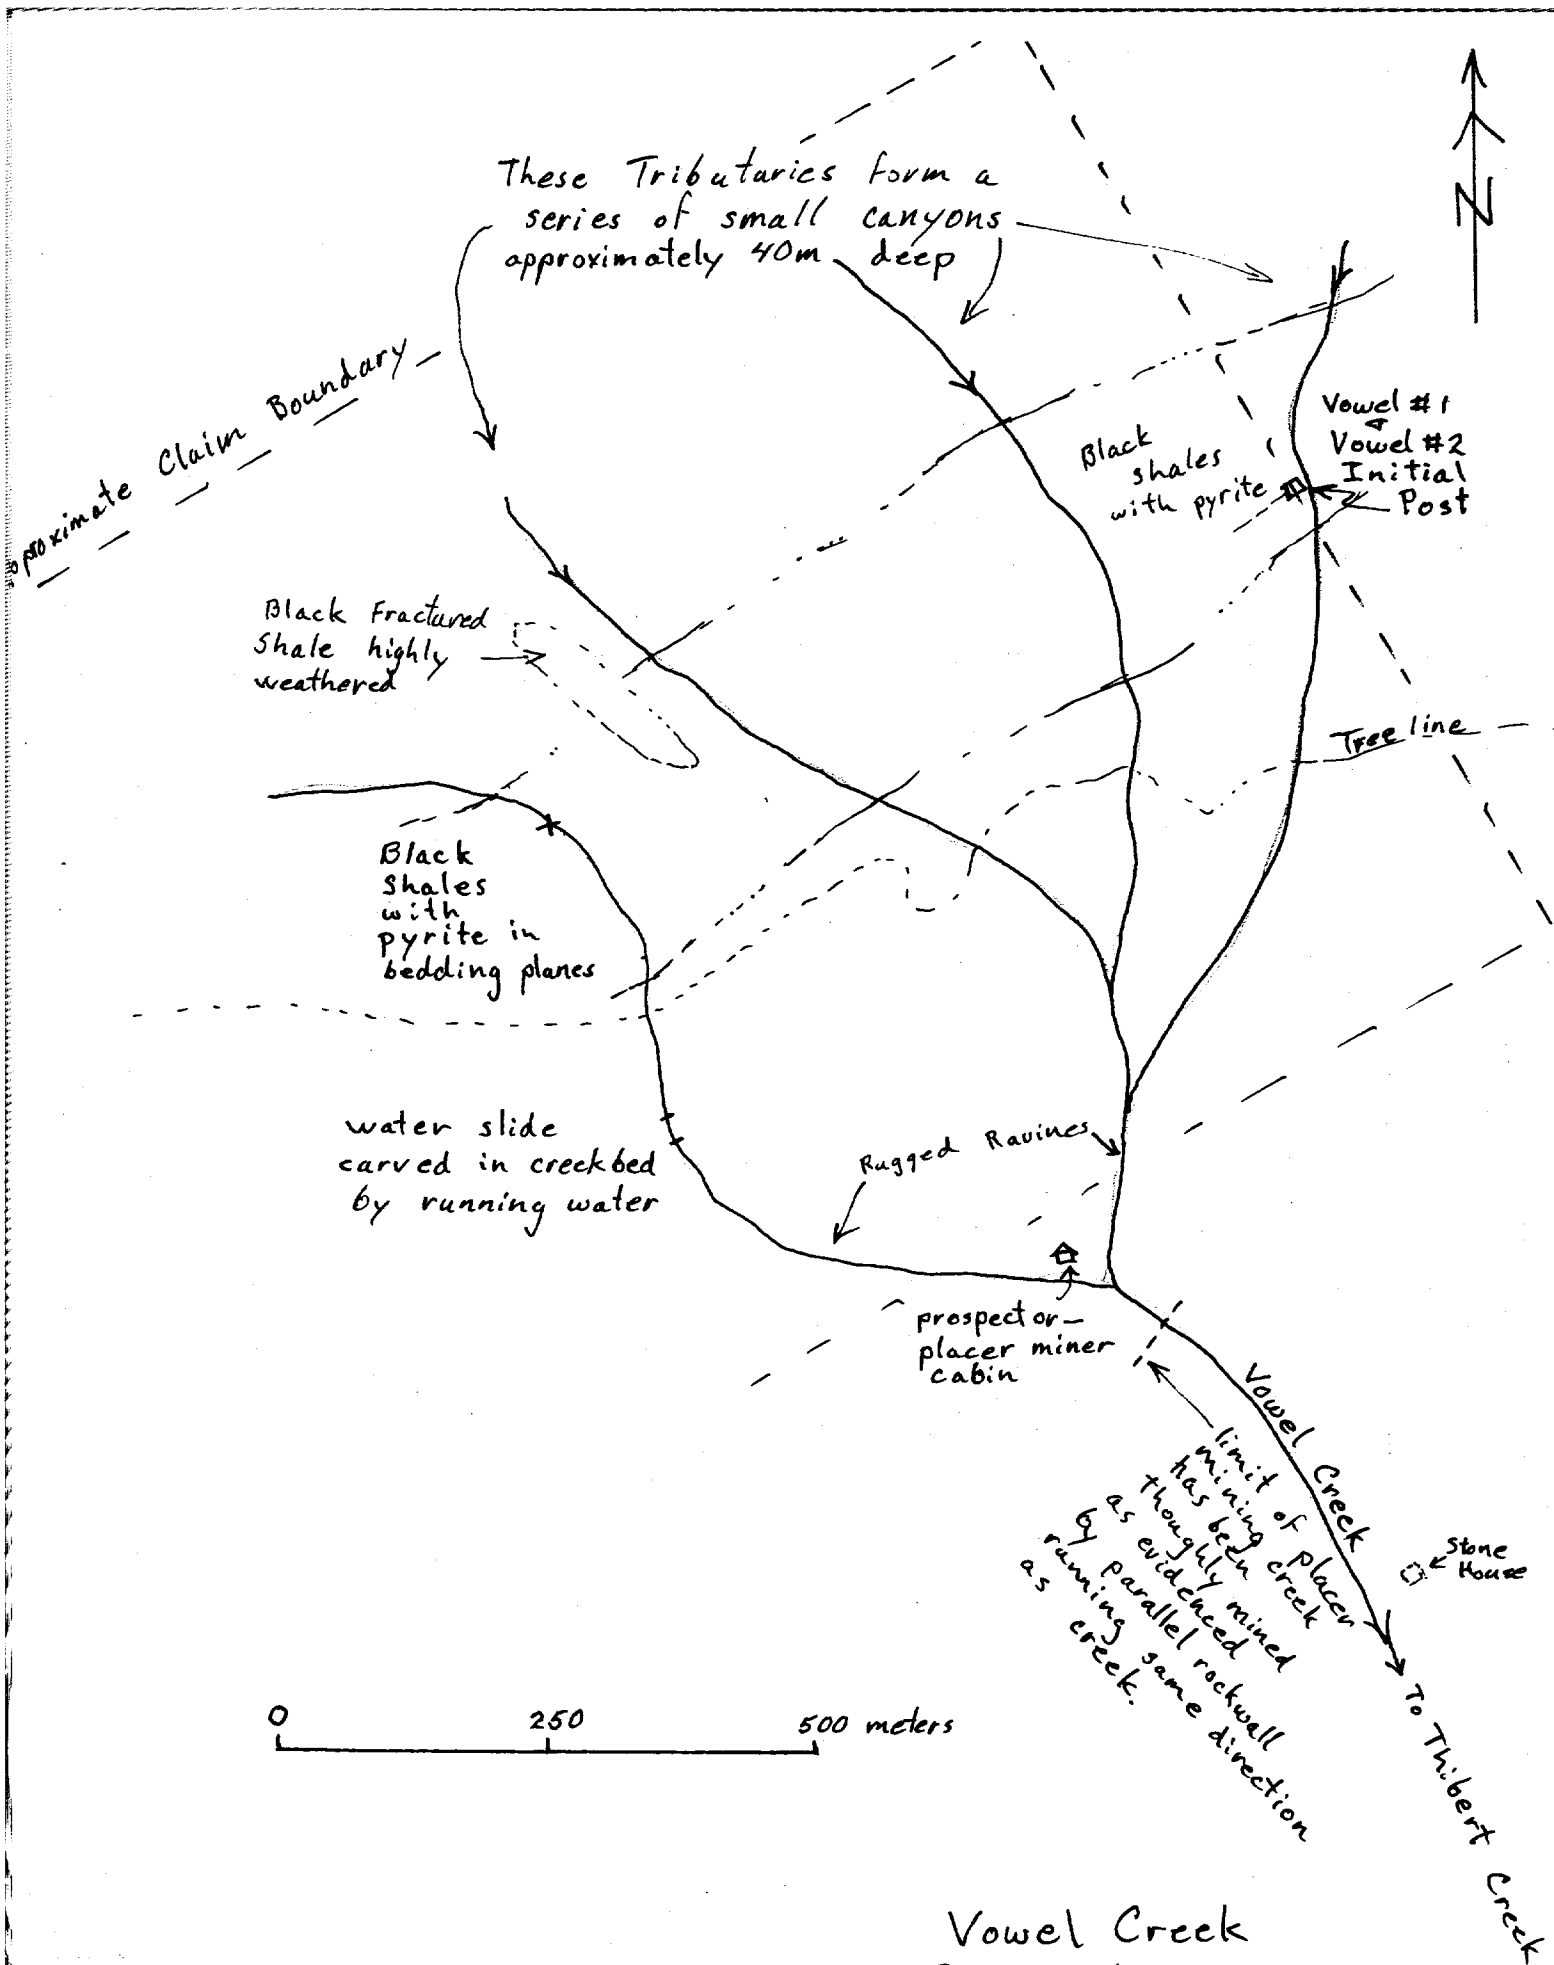 These Tributaries form a
series of small canyons
approximately 40m deep
N
Claim Boundary
Vowel #1
&
Vowel #2
Initial
Post
Black
shales
with pyrite
Black Fractured
Shale highly
weathered
Tree line
Black
Shales
with
pyrite in
bedding planes
water slide
carved in creekbed
by running water
Rugged Ravines
prospector-
placer miner
cabin
Vowel Creek
limit of placer
mining creek
has been
thoughly mined
as evidenced
by parallel rockwall
running same direction
as creek.
Stone
House
0 250 500 meters
To Thibert Creek
Vowel Creek